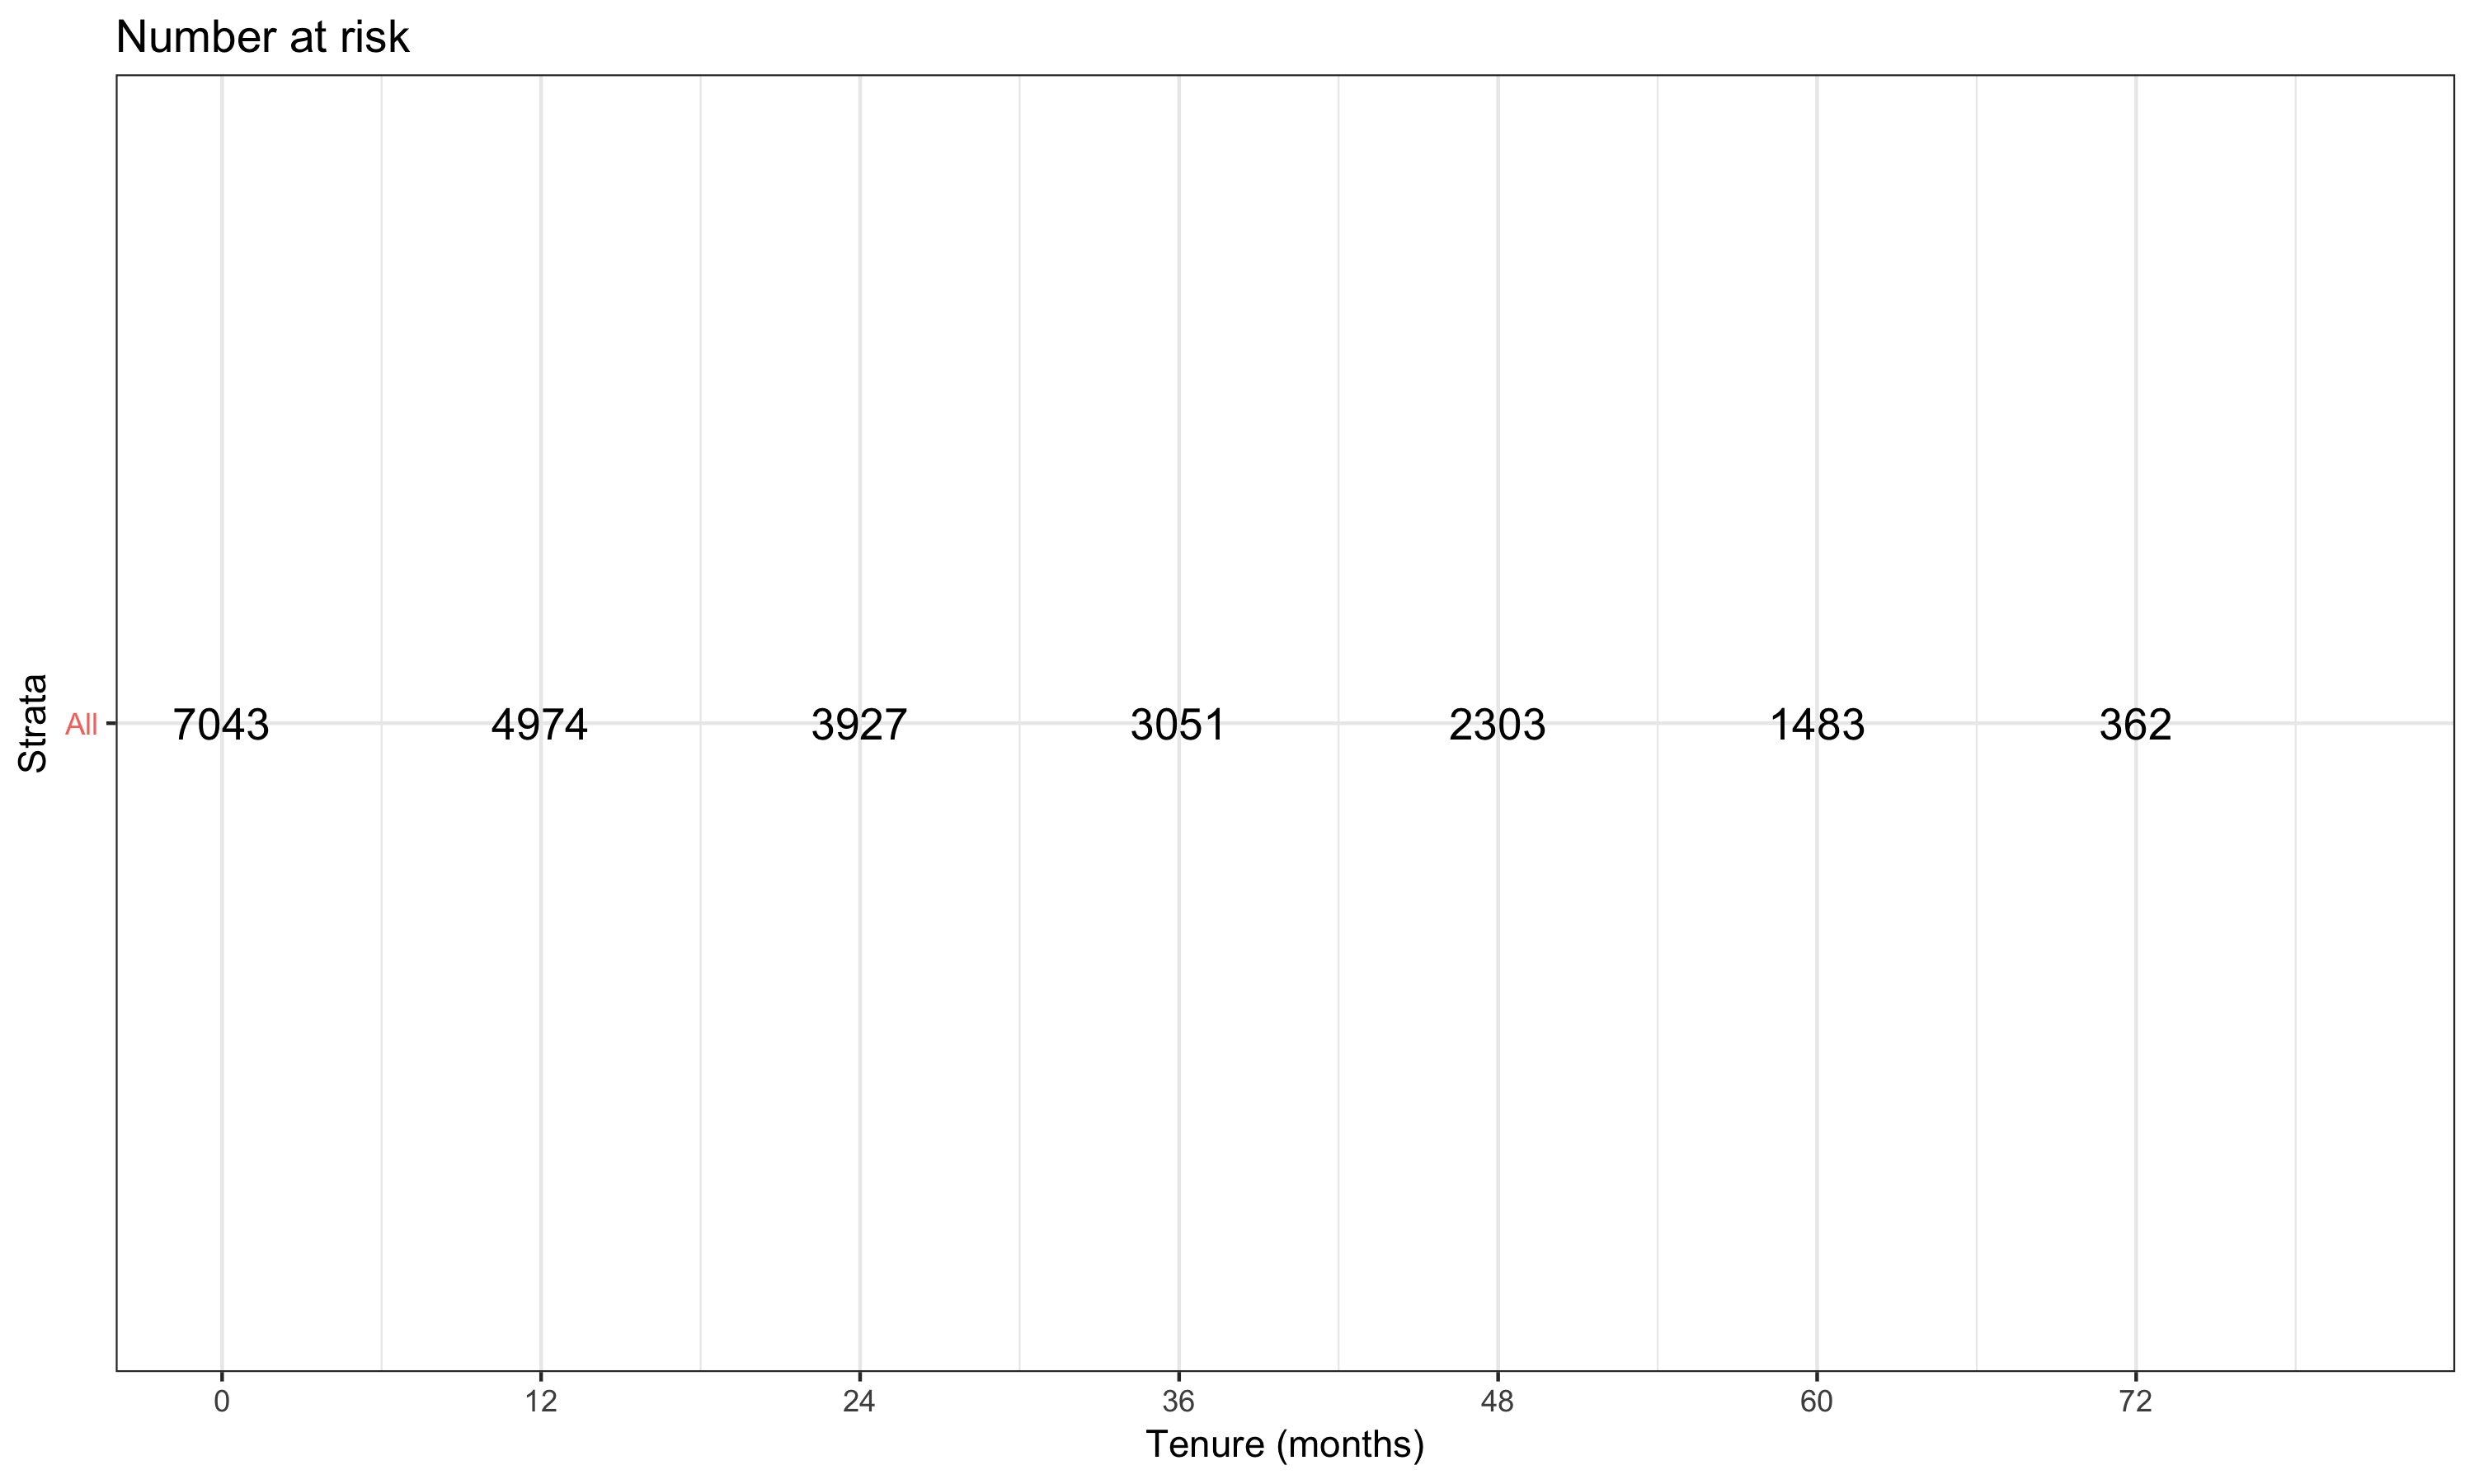 Number at risk
Strata
All 7043 4974 3927 3051 2303 1483 362
0 12 24 36 48 60 72
Tenure (months)